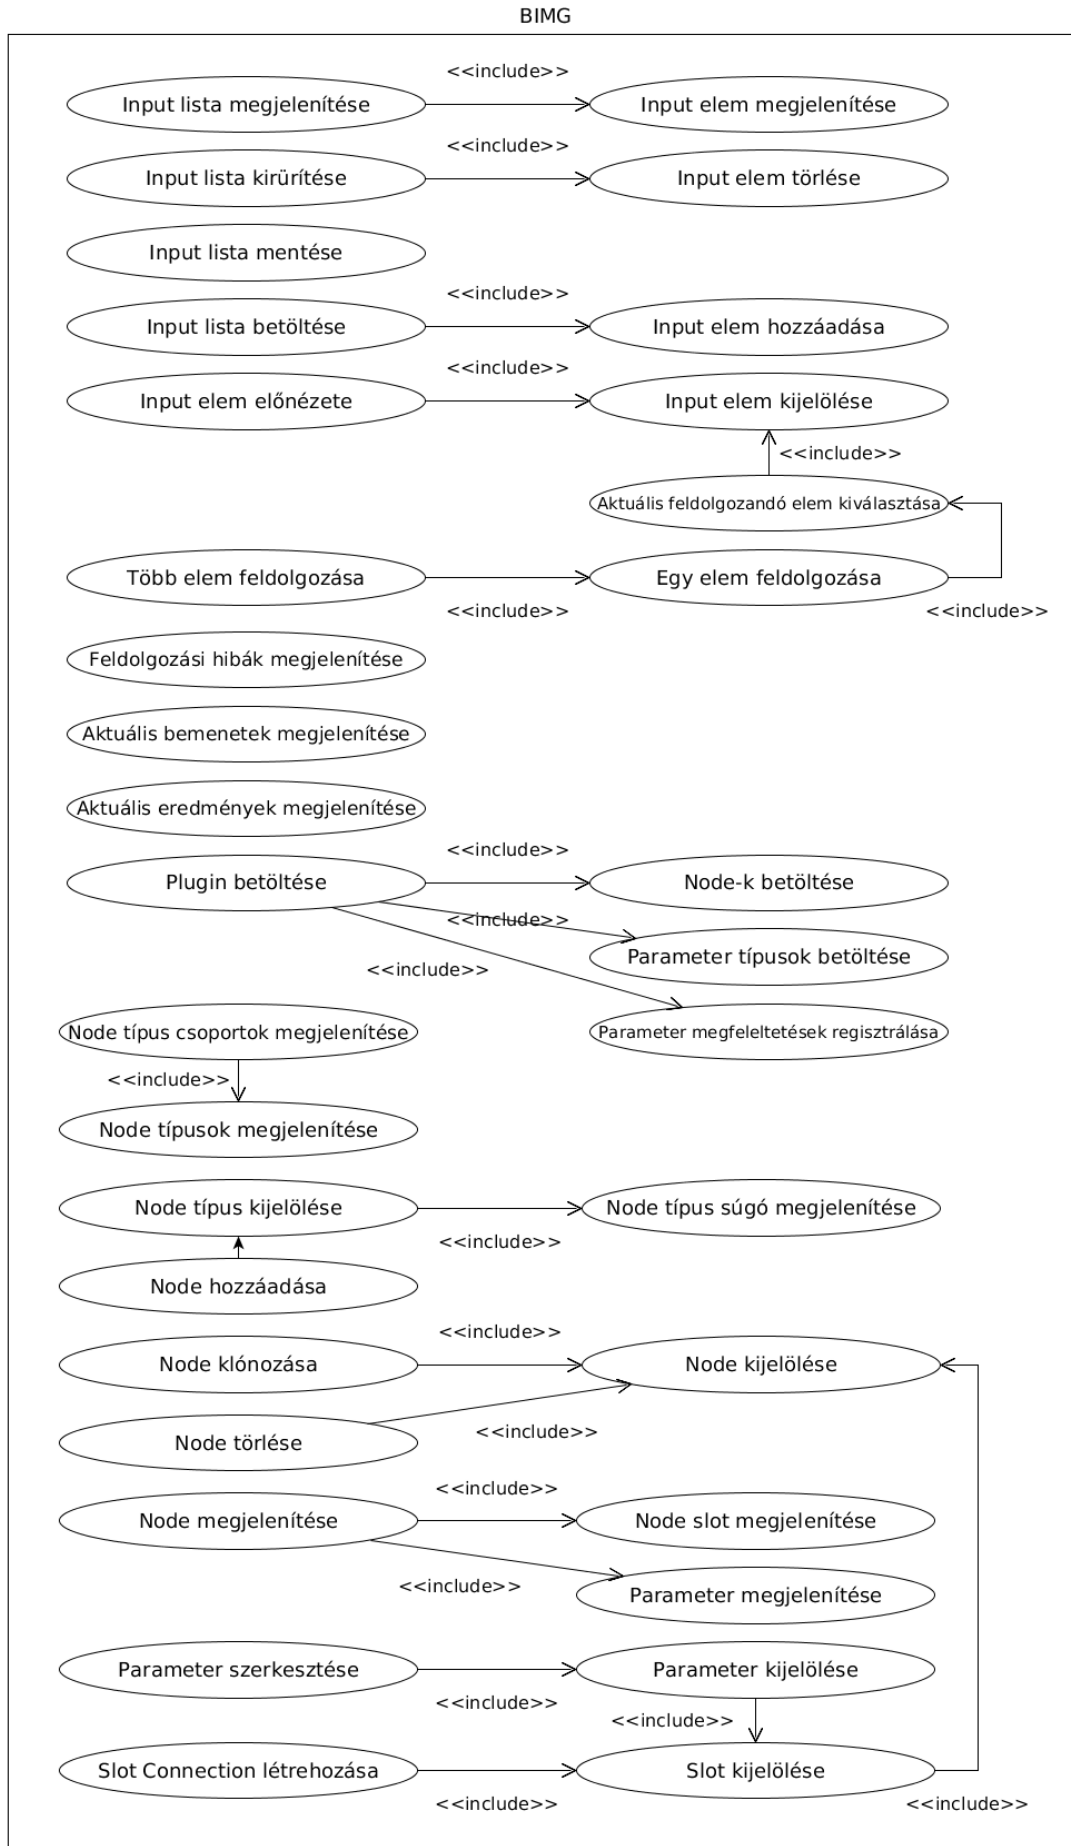 BIMG
<<include>>
Input lista megjelenítése
Input elem megjelenítése
<<include>>
Input lista kirürítése
Input elem törlése
Input lista mentése
<<include>>
Input lista betöltése
Input elem hozzáadása
<<include>>
Input elem előnézete
Input elem kijelölése
<<include>>
Aktuális feldolgozandó elem kiválasztása
Több elem feldolgozása
Egy elem feldolgozása
<<include>>
<<include>>
Feldolgozási hibák megjelenítése
Aktuális bemenetek megjelenítése
Aktuális eredmények megjelenítése
<<include>>
Plugin betöltése
Node-k betöltése
<<include>>
Parameter típusok betöltése
<<include>>
Node típus csoportok megjelenítése
Parameter megfeleltetések regisztrálása
<<include>>
Node típusok megjelenítése
Node típus kijelölése
Node típus súgó megjelenítése
<<include>>
Node hozzáadása
<<include>>
Node klónozása
Node kijelölése
<<include>>
Node törlése
<<include>>
Node megjelenítése
Node slot megjelenítése
<<include>>
Parameter megjelenítése
Parameter szerkesztése
Parameter kijelölése
<<include>>
<<include>>
Slot Connection létrehozása
Slot kijelölése
<<include>>
<<include>>